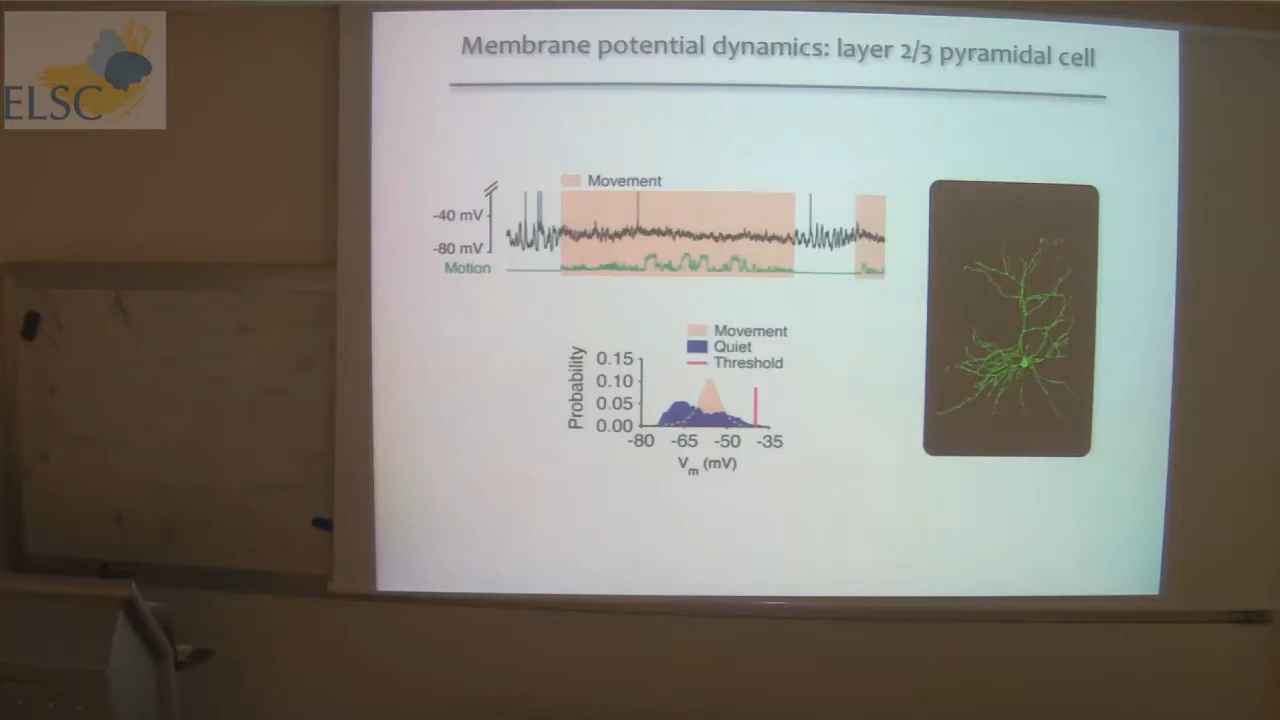 ELSC
Membrane potential dynamics: layer 2/3 pyramidal cell
Movement
-40 mV
-80 mV
Motion
Movement
Quiet
Threshold
Probability
0.15
0.10
0.05
0.00
-80 -65 -50 -35
Vm (mV)